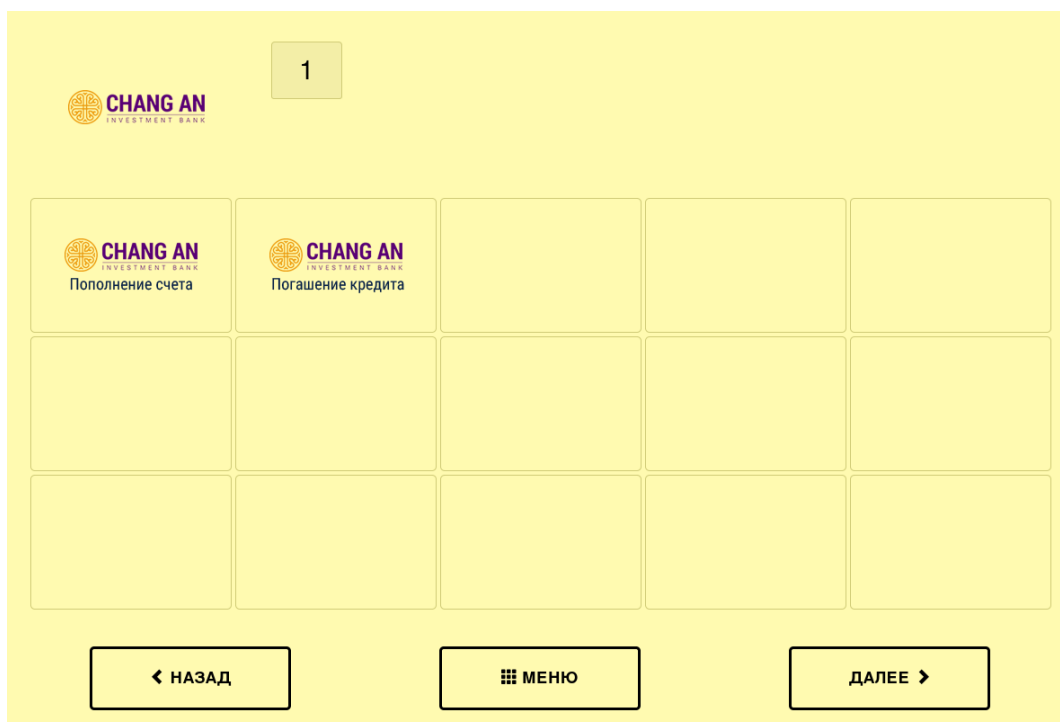 1
CHANG AN
INVESTMENT BANK
CHANG AN
INVESTMENT BANK
Пополнение счета
CHANG AN
INVESTMENT BANK
Погашение кредита
НАЗАД
МЕНЮ
ДАЛЕЕ